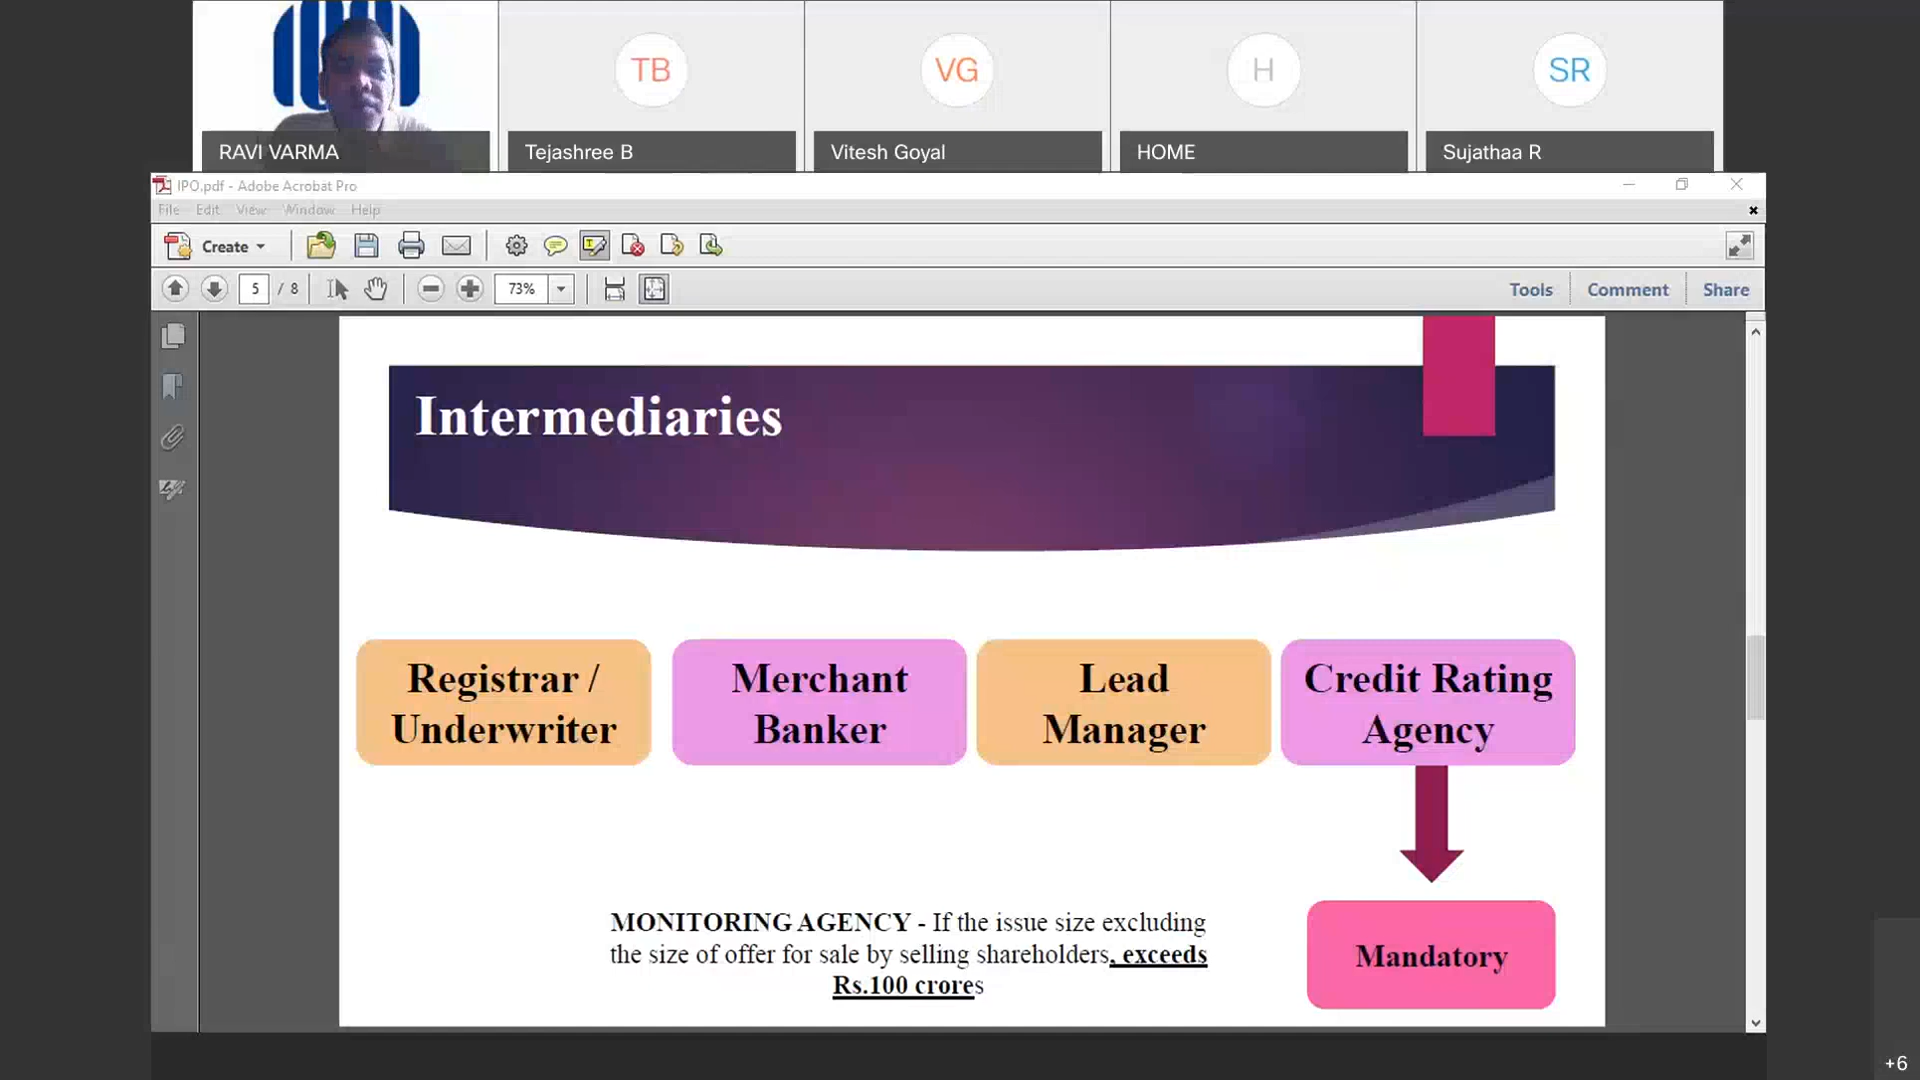 TB
VG
H
SR
RAVI VARMA
Tejashree B
Vitesh Goyal
HOME
Sujathaa R
IPO.pdf - Adobe Acrobat Pro
File Edit View Window Help
Create
5 / 8
73%
Tools
Comment
Share
Intermediaries
Registrar /
Underwriter
Merchant
Banker
Lead
Manager
Credit Rating
Agency
MONITORING AGENCY - If the issue size excluding
the size of offer for sale by selling shareholders, exceeds
Rs.100 crores
Mandatory
+6